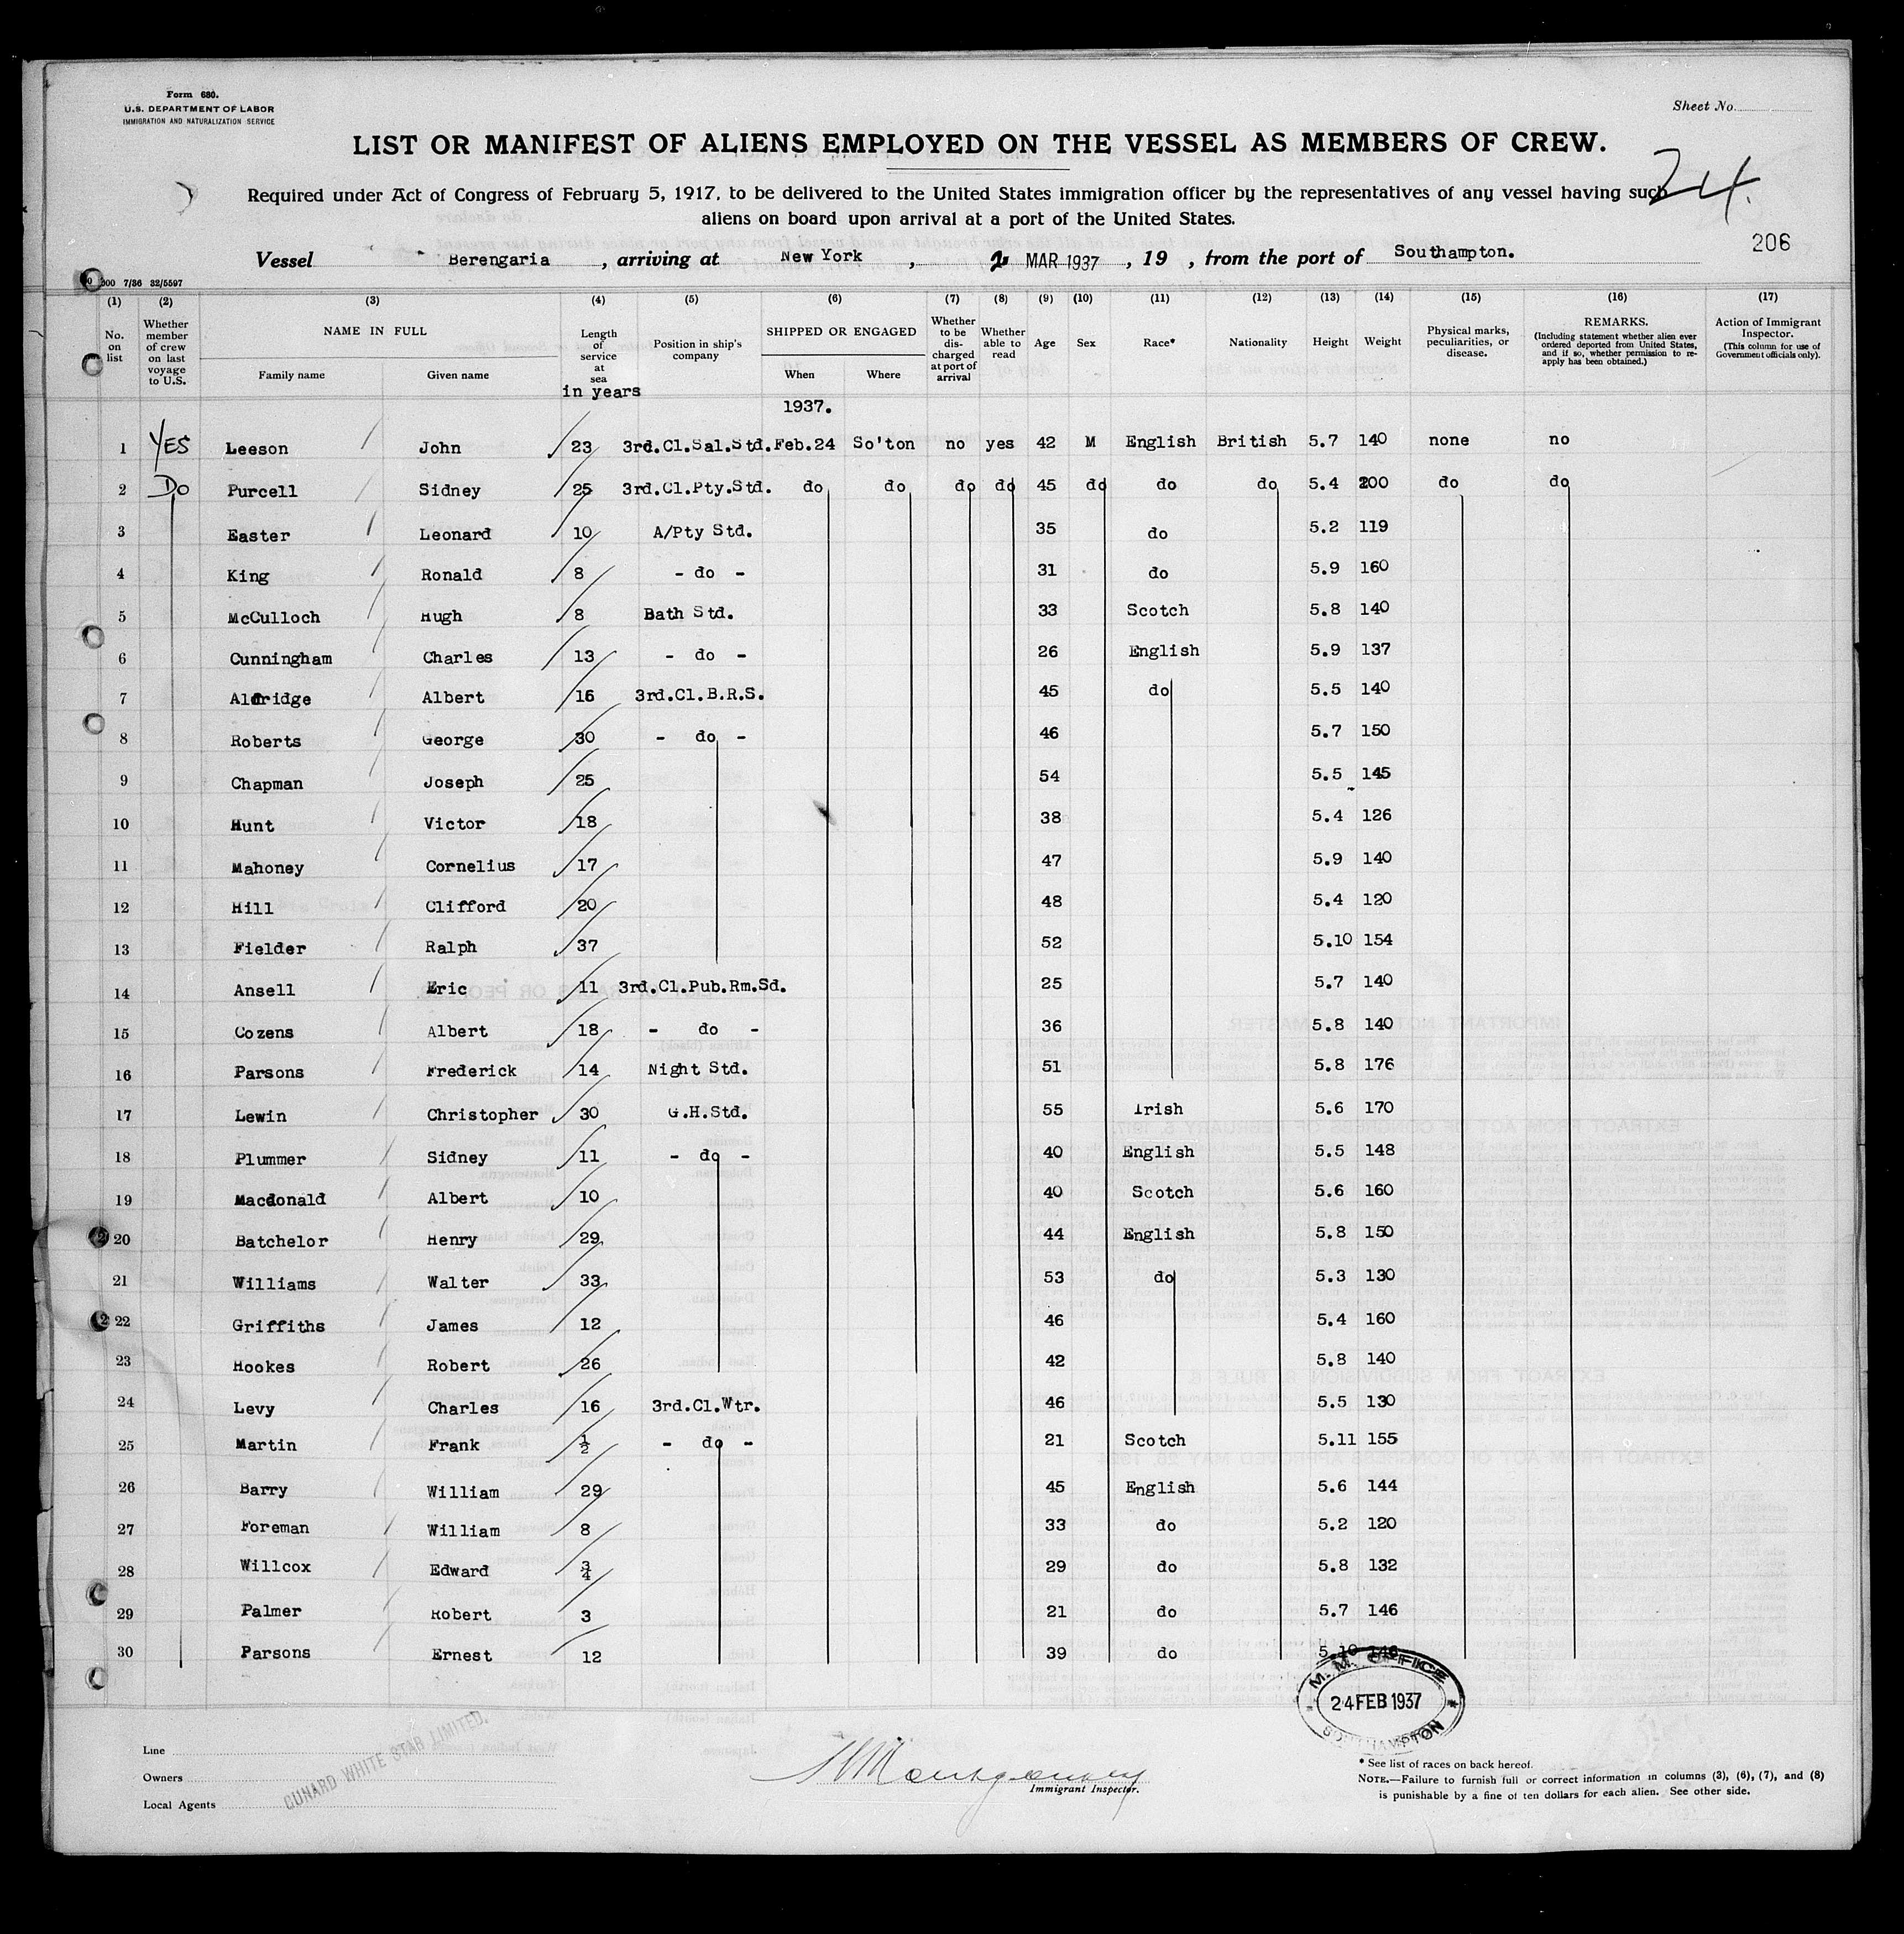 Form 680.
U.S. DEPARTMENT OF LABOR
IMMIGRATION AND NATURALIZATION SERVICE
Sheet No.
LIST OR MANIFEST OF ALIENS EMPLOYED ON THE VESSEL AS MEMBERS OF CREW.
24.
Required under Act of Congress of February 5, 1917, to be delivered to the United States immigration officer by the representatives of any vessel having such
aliens on board upon arrival at a port of the United States.
206
Vessel Berengaria, arriving at New York, 2 MAR 1937, 19 , from the port of Southampton.
000 7/36 32/5597
(1) (2) (3) (4) (5) (6) (7) (8) (9) (10) (11) (12) (13) (14) (15) (16) (17)
No. on list
Whether member of crew on last voyage to U.S.
NAME IN FULL
Family name Given name
Length of service at sea in years
Position in ship's company
SHIPPED OR ENGAGED
When Where
Whether to be discharged at port of arrival
Whether able to read
Age
Sex
Race*
Nationality
Height
Weight
Physical marks, peculiarities, or disease.
REMARKS.
(Including statement whether alien ever ordered deported from United States, and if so, whether permission to reapply has been obtained.)
Action of Immigrant Inspector.
(This column for use of Government officials only).
1937.
1 YES Leeson John 23 3rd.Cl.Sal.Std. Feb.24 So'ton no yes 42 M English British 5.7 140 none no
2 Do Purcell Sidney 25 3rd.Cl.Pty.Std. do do do do 45 do do do 5.4 200 do do
3 Easter Leonard 10 A/Pty Std. 35 do 5.2 119
4 King Ronald 8 - do - 31 do 5.9 160
5 McCulloch Hugh 8 Bath Std. 33 Scotch 5.8 140
6 Cunningham Charles 13 - do - 26 English 5.9 137
7 Aldridge Albert 16 3rd.Cl.B.R.S. 45 do 5.5 140
8 Roberts George 30 - do - 46 5.7 150
9 Chapman Joseph 25 54 5.5 145
10 Hunt Victor 18 38 5.4 126
11 Mahoney Cornelius 17 47 5.9 140
12 Hill Clifford 20 48 5.4 120
13 Fielder Ralph 37 52 5.10 154
14 Ansell Eric 11 3rd.Cl.Pub.Rm.Sd. 25 5.7 140
15 Cozens Albert 18 - do - 36 5.8 140
16 Parsons Frederick 14 Night Std. 51 5.8 176
17 Lewin Christopher 30 G.H.Std. 55 Irish 5.6 170
18 Plummer Sidney 11 - do - 40 English 5.5 148
19 Macdonald Albert 10 40 Scotch 5.6 160
20 Batchelor Henry 29 44 English 5.8 150
21 Williams Walter 33 53 do 5.3 130
22 Griffiths James 12 46 5.4 160
23 Hookes Robert 26 42 5.8 140
24 Levy Charles 16 3rd.Cl.Wtr. 46 5.5 130
25 Martin Frank ½ - do - 21 Scotch 5.11 155
26 Barry William 29 45 English 5.6 144
27 Foreman William 8 33 do 5.2 120
28 Willcox Edward ¾ 29 do 5.8 132
29 Palmer Robert 3 21 do 5.7 146
30 Parsons Ernest 12 39 do 5.10 146
M.M. OFFICE
24 FEB 1937
SOUTHAMPTON
Line
Owners
Local Agents
CUNARD WHITE STAR LIMITED.
Immigrant Inspector.
* See list of races on back hereof.
NOTE.—Failure to furnish full or correct information in columns (3), (6), (7), and (8)
is punishable by a fine of ten dollars for each alien. See other side.